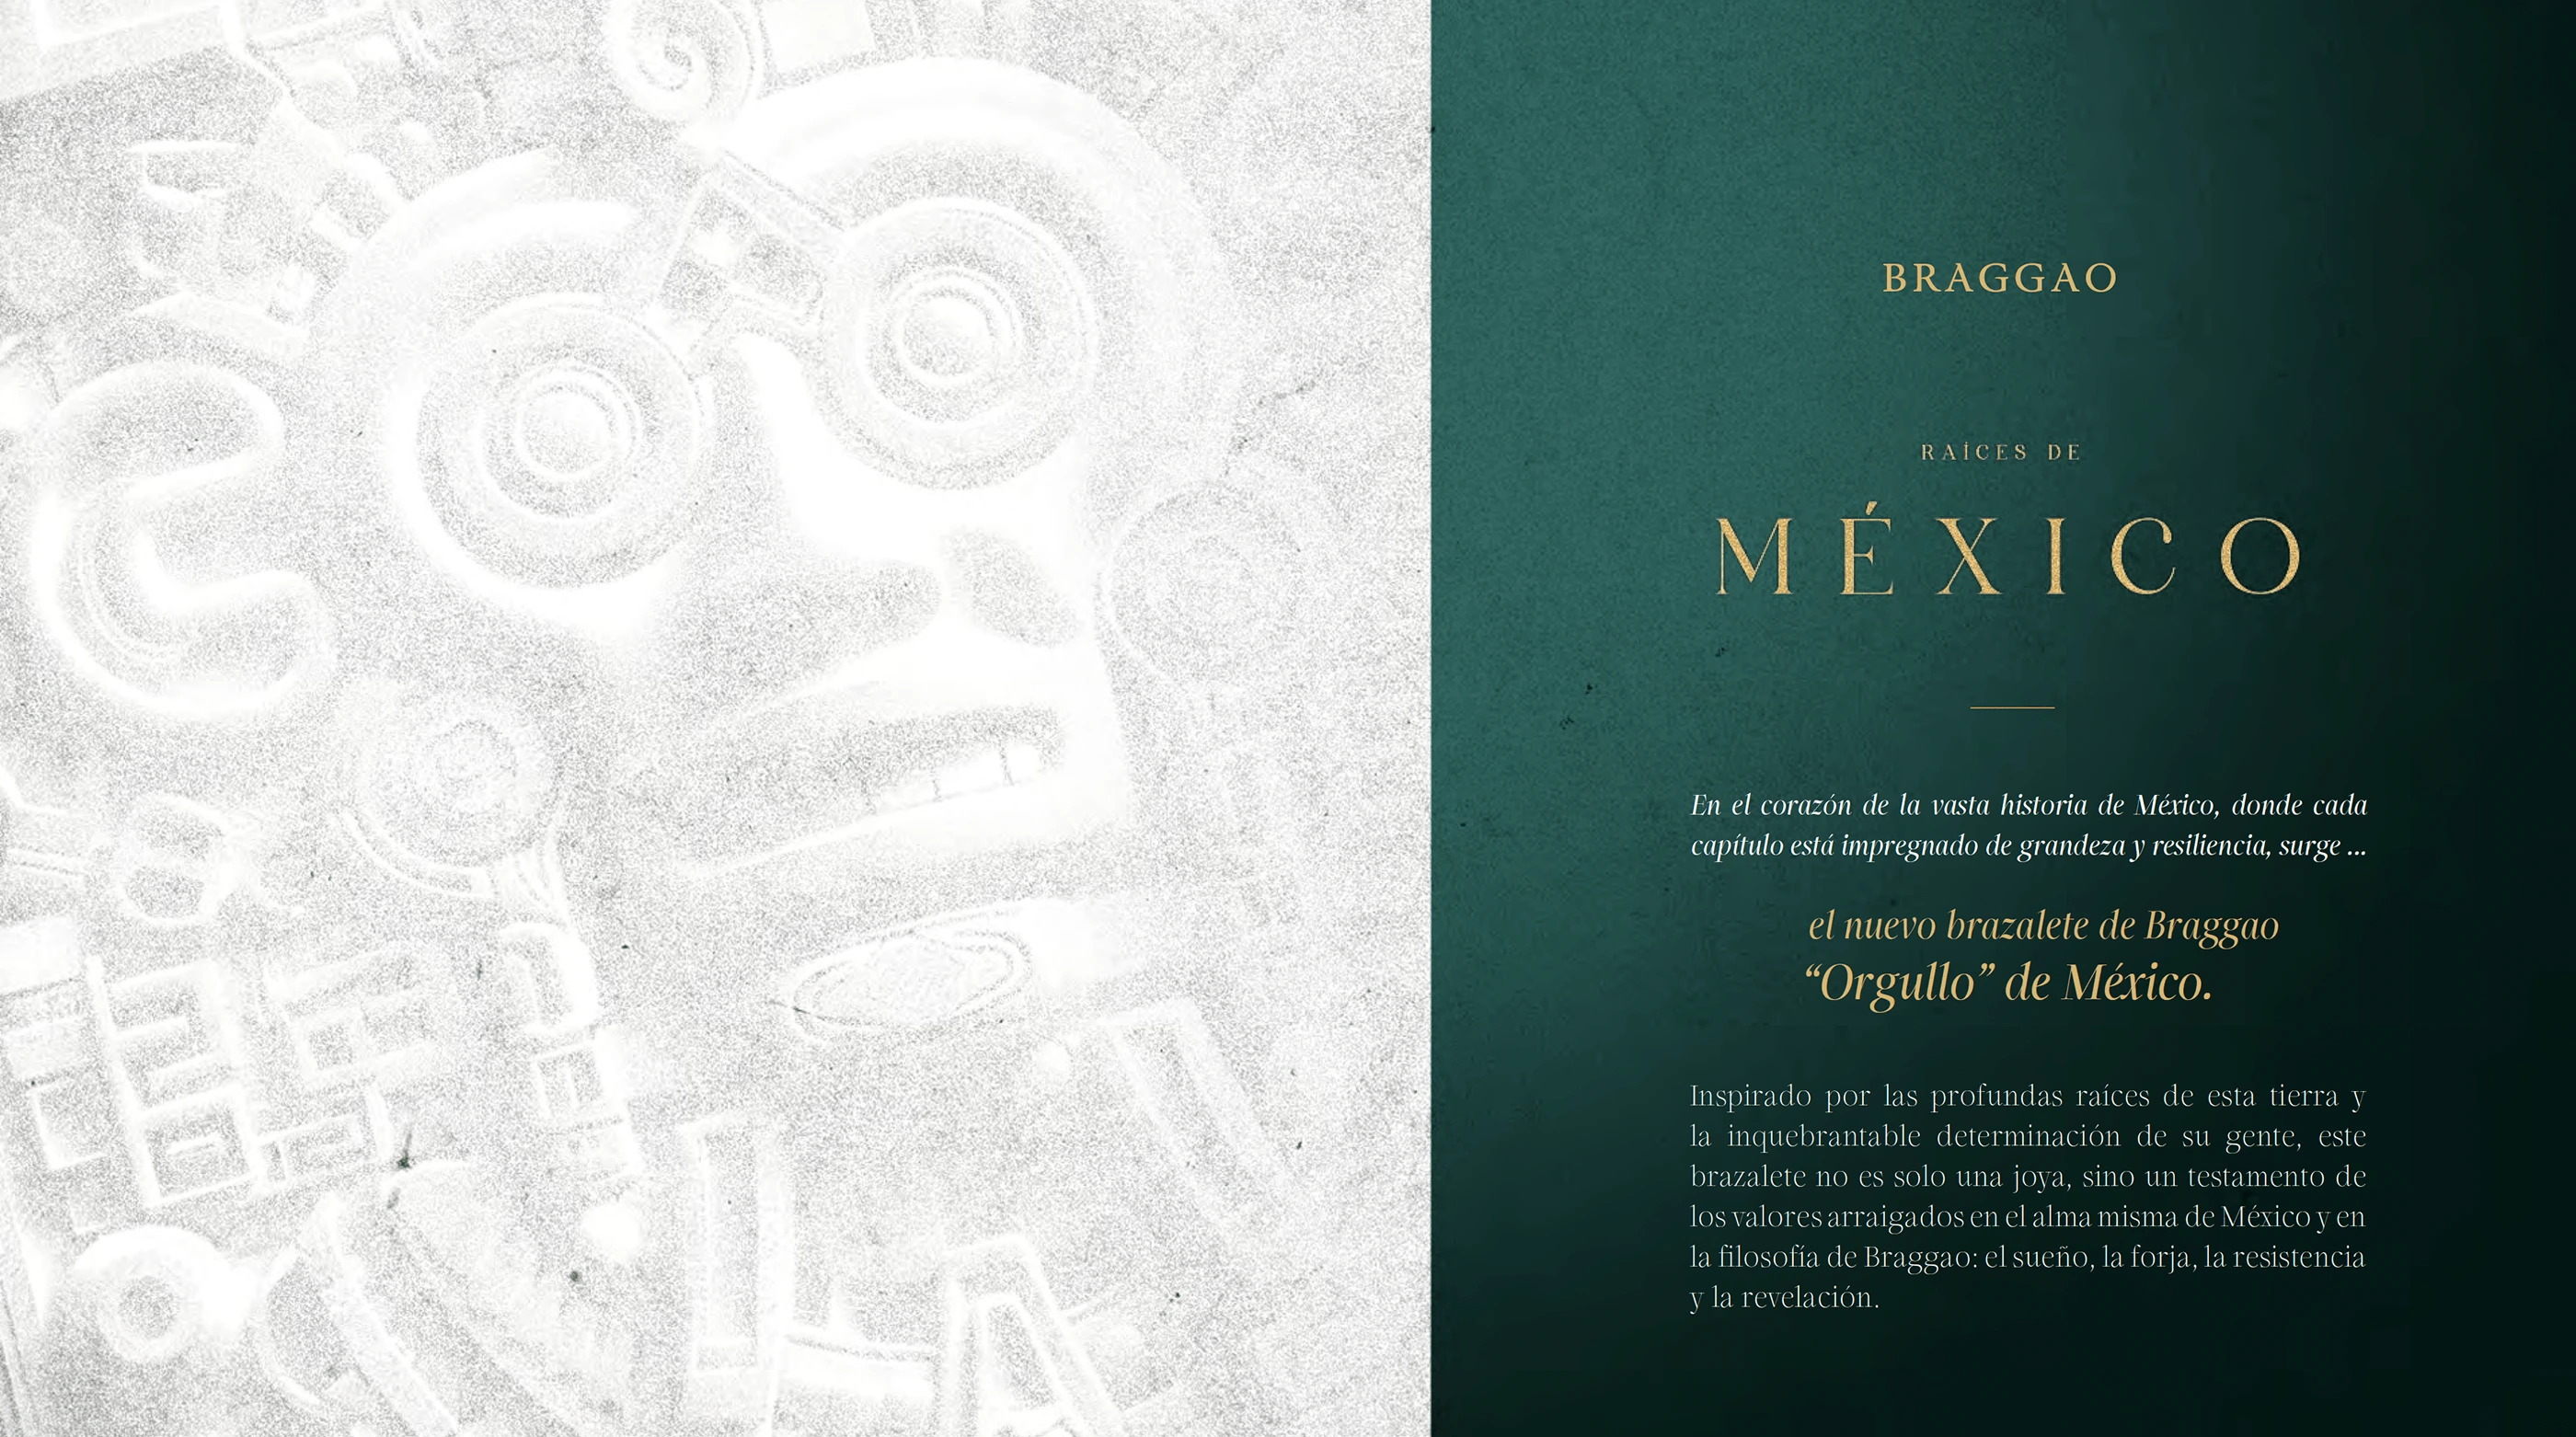 BRAGGAO
RAÍCES DE
MÉXICO
En el corazón de la vasta historia de México, donde cada
capítulo está impregnado de grandeza y resiliencia, surge ...
el nuevo brazalete de Braggao
“Orgullo” de México.
Inspirado por las profundas raíces de esta tierra y
la inquebrantable determinación de su gente, este
brazalete no es solo una joya, sino un testamento de
los valores arraigados en el alma misma de México y en
la filosofía de Braggao: el sueño, la forja, la resistencia
y la revelación.